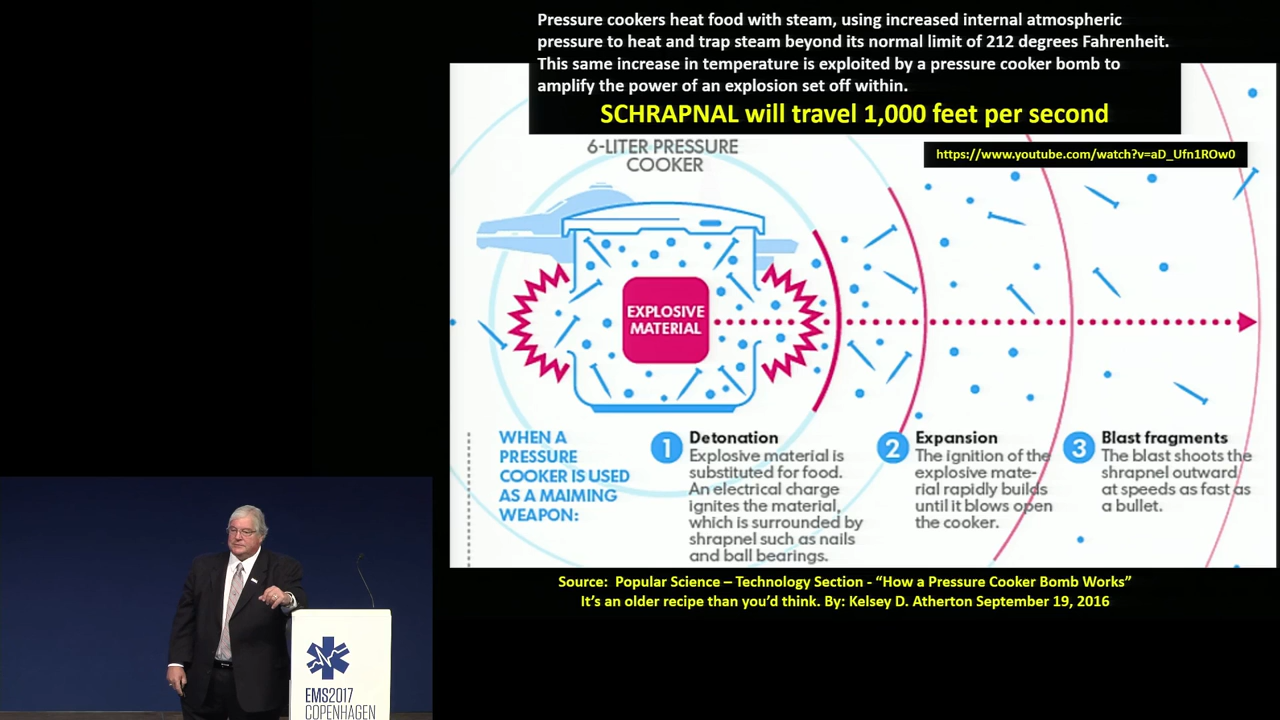 Pressure cookers heat food with steam, using increased internal atmospheric
pressure to heat and trap steam beyond its normal limit of 212 degrees Fahrenheit.
This same increase in temperature is exploited by a pressure cooker bomb to
amplify the power of an explosion set off within.
SCHRAPNAL will travel 1,000 feet per second
https://www.youtube.com/watch?v=aD_Ufn1ROw0
6-LITER PRESSURE
COOKER
EXPLOSIVE
MATERIAL
WHEN A
PRESSURE
COOKER IS USED
AS A MAIMING
WEAPON:
1 Detonation
Explosive material is
substituted for food.
An electrical charge
ignites the material,
which is surrounded by
shrapnel such as nails
and ball bearings.
2 Expansion
The ignition of the
explosive mate-
rial rapidly builds
until it blows open
the cooker.
3 Blast fragments
The blast shoots the
shrapnel outward
at speeds as fast as
a bullet.
Source: Popular Science – Technology Section - “How a Pressure Cooker Bomb Works”
It’s an older recipe than you’d think. By: Kelsey D. Atherton September 19, 2016
EMS2017
COPENHAGEN